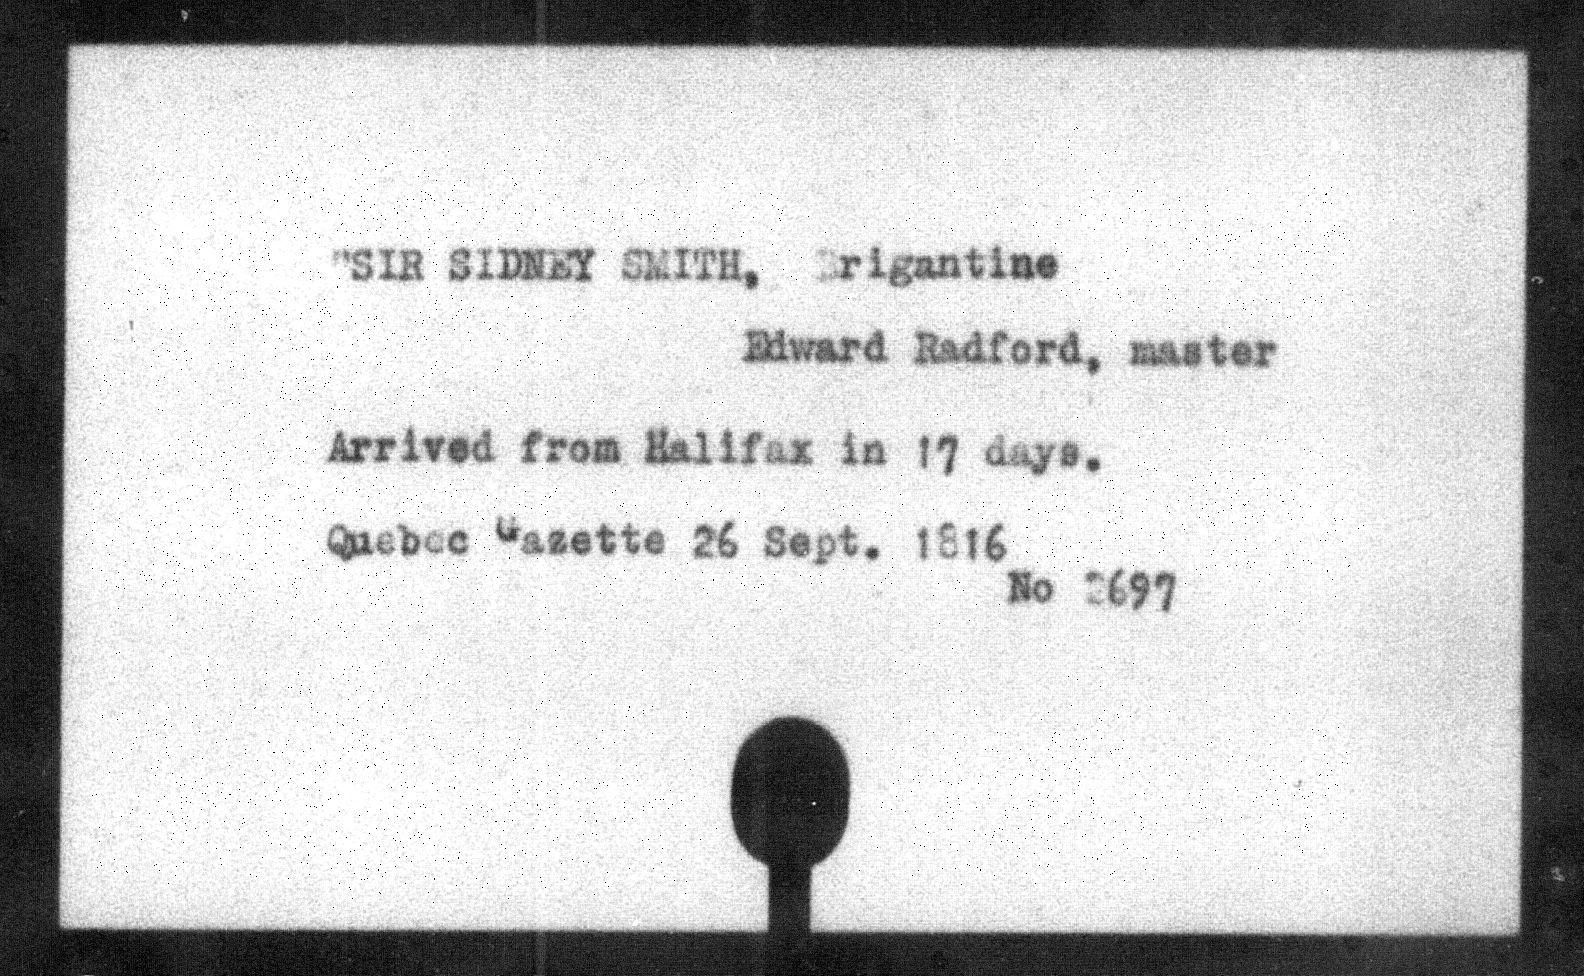 "SIR SIDNEY SMITH, Brigantine
Edward Radford, master
Arrived from Halifax in 17 days.
Quebec Gazette 26 Sept. 1816
No 2697